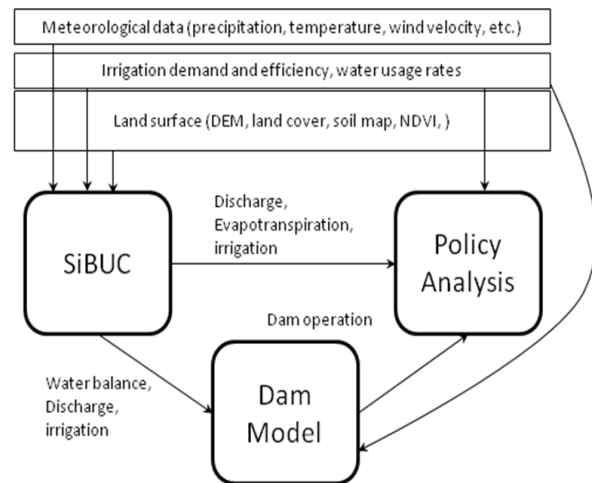 Meteorological data (precipitation, temperature, wind velocity, etc.)
Irrigation demand and efficiency, water usage rates
Land surface (DEM, land cover, soil map, NDVI, )
Discharge,
Evapotranspiration,
irrigation
SiBUC
Policy
Analysis
Dam operation
Water balance,
Discharge,
irrigation
Dam
Model